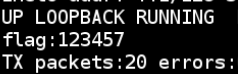 UP LOOPBACK RUNNING
flag:123457
TX packets:20 errors: